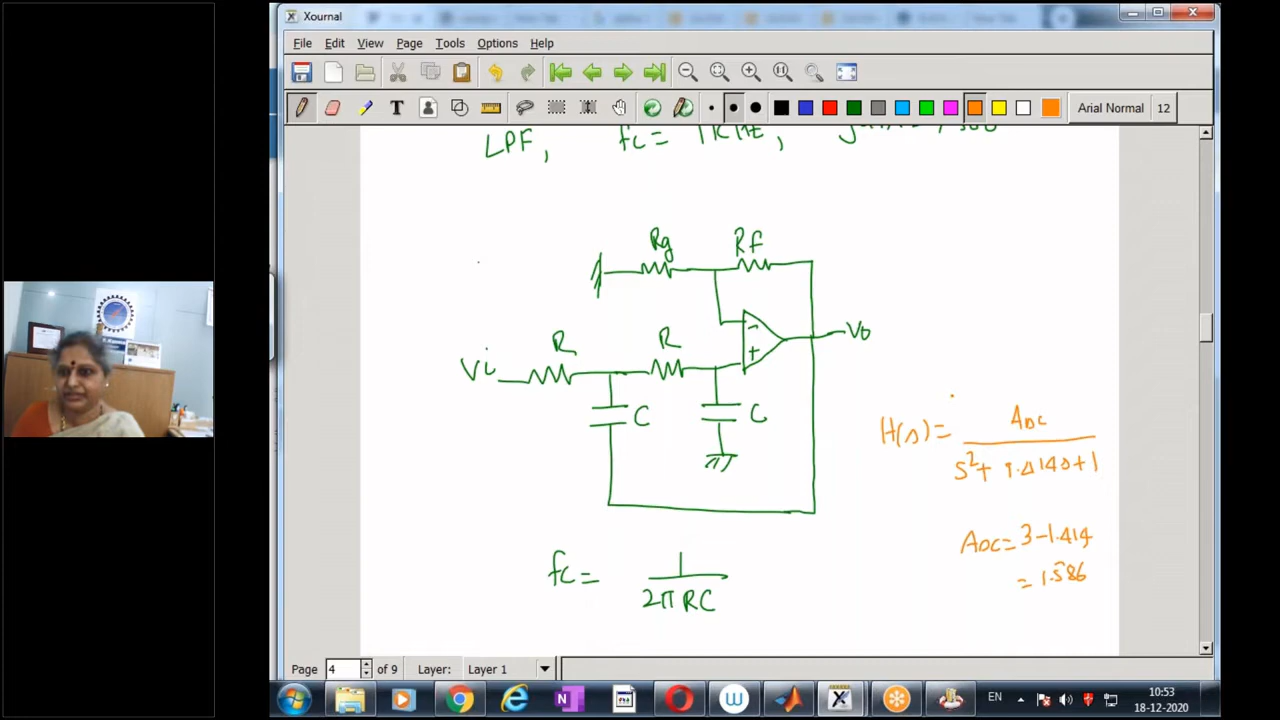 Xournal
File Edit View Page Tools Options Help
Arial Normal 12
LPF, fc = 1KHz,
Rg Rf
R R
Vi Vo
C C
- +
H(s) = ADC / s²+1.414s+1
ADC = 3-1.414
= 1.586
fc = 1 / 2πRC
Page 4 of 9 Layer: Layer 1
EN 10:53
18-12-2020